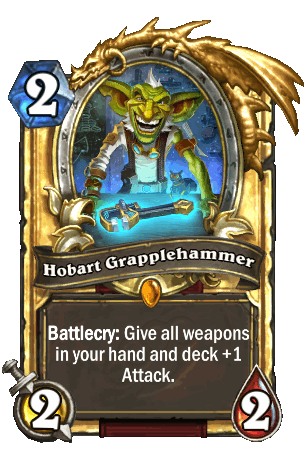 2
Hobart Grapplehammer
Battlecry: Give all weapons
in your hand and deck +1
Attack.
2
2